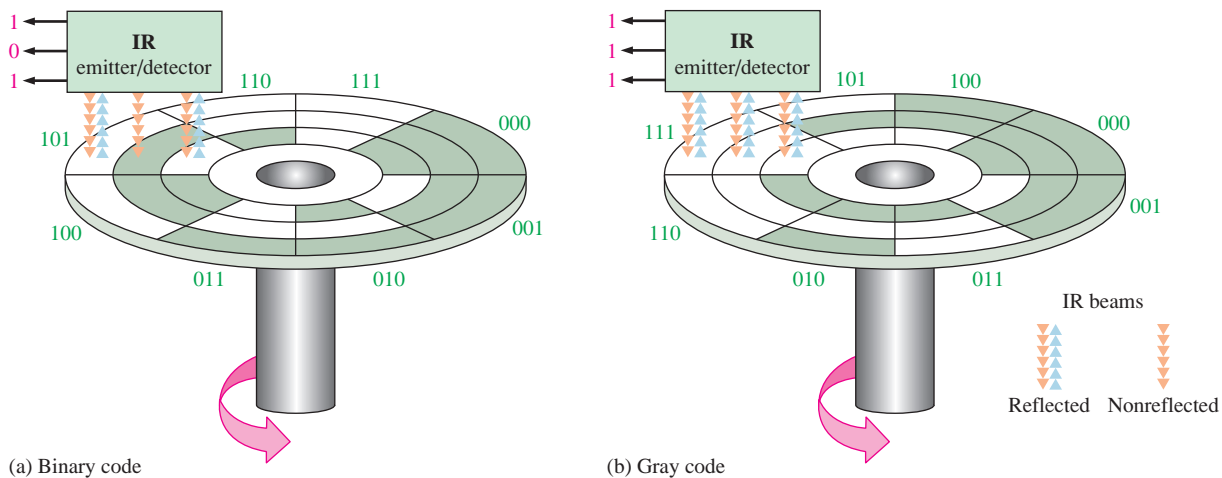 1
0
1
IR
emitter/detector
110
111
101
000
100
001
011
010
(a) Binary code
1
1
1
IR
emitter/detector
101
100
111
000
110
001
010
011
IR beams
Reflected Nonreflected
(b) Gray code